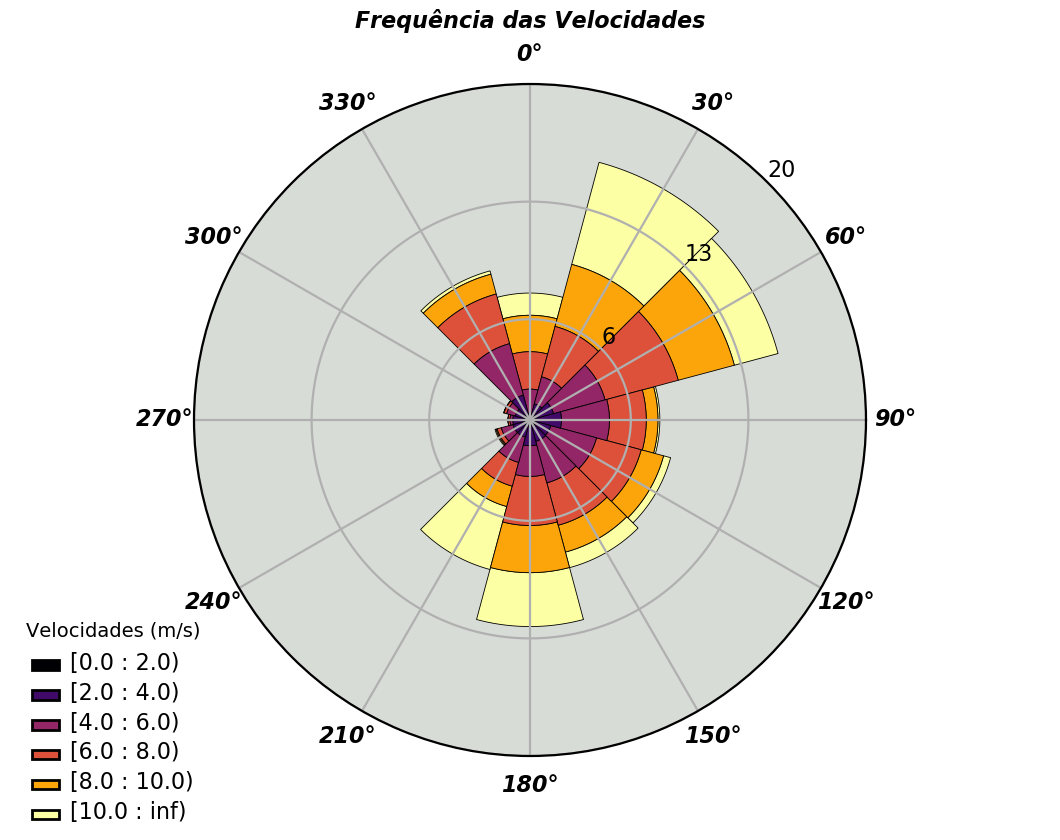 Frequência das Velocidades
0°
330°
30°
20
300°
60°
13
6
270°
90°
240°
120°
210°
150°
180°
Velocidades (m/s)
[0.0 : 2.0)
[2.0 : 4.0)
[4.0 : 6.0)
[6.0 : 8.0)
[8.0 : 10.0)
[10.0 : inf)